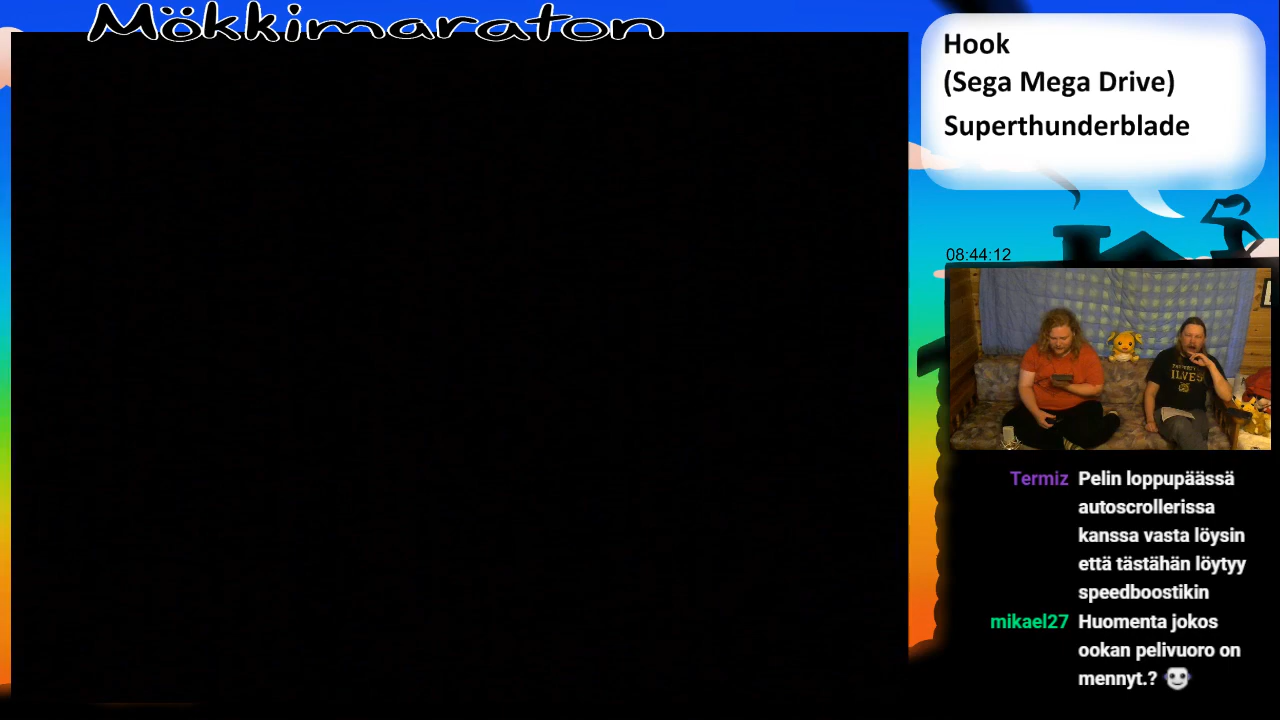 Mökkimaraton
Hook
(Sega Mega Drive)
Superthunderblade
08:44:12
ILVES
Termiz Pelin loppupäässä
autoscrollerissa
kanssa vasta löysin
että tästähän löytyy
speedboostikin
mikael27 Huomenta jokos
ookan pelivuoro on
mennyt.?